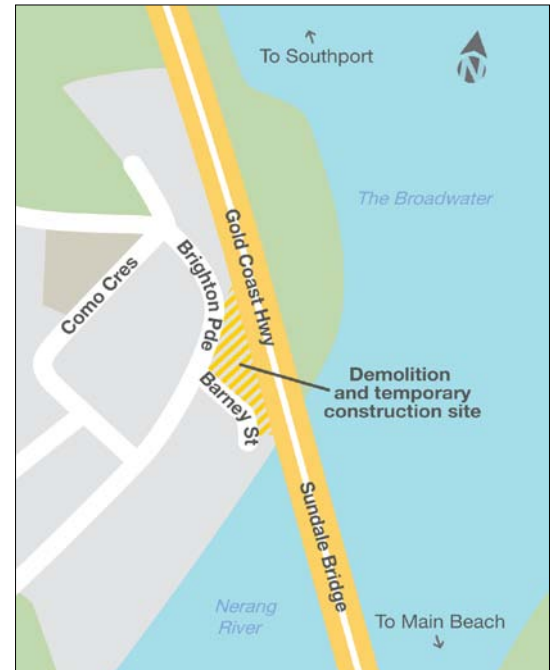 To Southport
N
The Broadwater
Gold Coast Hwy
Brighton Pde
Como Cres
Demolition
and temporary
construction site
Barney St
Sundale Bridge
Nerang
River
To Main Beach